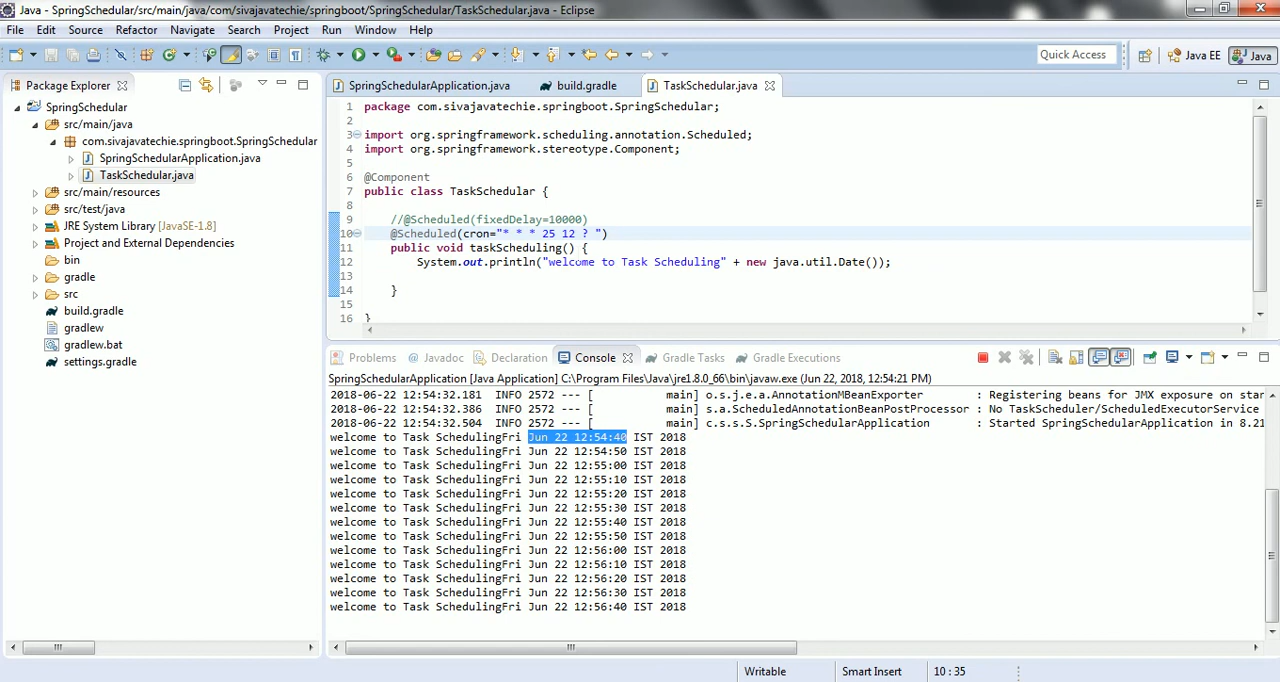 Java - SpringSchedular/src/main/java/com/sivajavatechie/springboot/SpringSchedular/TaskSchedular.java - Eclipse
File Edit Source Refactor Navigate Search Project Run Window Help
Quick Access
Java EE
Java
Package Explorer
SpringSchedular
src/main/java
com.sivajavatechie.springboot.SpringSchedular
SpringSchedularApplication.java
TaskSchedular.java
src/main/resources
src/test/java
JRE System Library [JavaSE-1.8]
Project and External Dependencies
bin
gradle
src
build.gradle
gradlew
gradlew.bat
settings.gradle
SpringSchedularApplication.java build.gradle TaskSchedular.java
1 package com.sivajavatechie.springboot.SpringSchedular;
2
3 import org.springframework.scheduling.annotation.Scheduled;
4 import org.springframework.stereotype.Component;
5
6 @Component
7 public class TaskSchedular {
8
9 //@Scheduled(fixedDelay=10000)
10 @Scheduled(cron="* * * 25 12 ? ")
11 public void taskScheduling() {
12 System.out.println("welcome to Task Scheduling" + new java.util.Date());
13
14 }
15
16 }
Problems Javadoc Declaration Console Gradle Tasks Gradle Executions
SpringSchedularApplication [Java Application] C:\Program Files\Java\jre1.8.0_66\bin\javaw.exe (Jun 22, 2018, 12:54:21 PM)
2018-06-22 12:54:32.181 INFO 2572 --- [ main] o.s.j.e.a.AnnotationMBeanExporter : Registering beans for JMX exposure on star
2018-06-22 12:54:32.386 INFO 2572 --- [ main] s.a.ScheduledAnnotationBeanPostProcessor : No TaskScheduler/ScheduledExecutorService
2018-06-22 12:54:32.504 INFO 2572 --- [ main] c.s.s.S.SpringSchedularApplication : Started SpringSchedularApplication in 8.21
welcome to Task SchedulingFri Jun 22 12:54:40 IST 2018
welcome to Task SchedulingFri Jun 22 12:54:50 IST 2018
welcome to Task SchedulingFri Jun 22 12:55:00 IST 2018
welcome to Task SchedulingFri Jun 22 12:55:10 IST 2018
welcome to Task SchedulingFri Jun 22 12:55:20 IST 2018
welcome to Task SchedulingFri Jun 22 12:55:30 IST 2018
welcome to Task SchedulingFri Jun 22 12:55:40 IST 2018
welcome to Task SchedulingFri Jun 22 12:55:50 IST 2018
welcome to Task SchedulingFri Jun 22 12:56:00 IST 2018
welcome to Task SchedulingFri Jun 22 12:56:10 IST 2018
welcome to Task SchedulingFri Jun 22 12:56:20 IST 2018
welcome to Task SchedulingFri Jun 22 12:56:30 IST 2018
welcome to Task SchedulingFri Jun 22 12:56:40 IST 2018
Writable Smart Insert 10 : 35